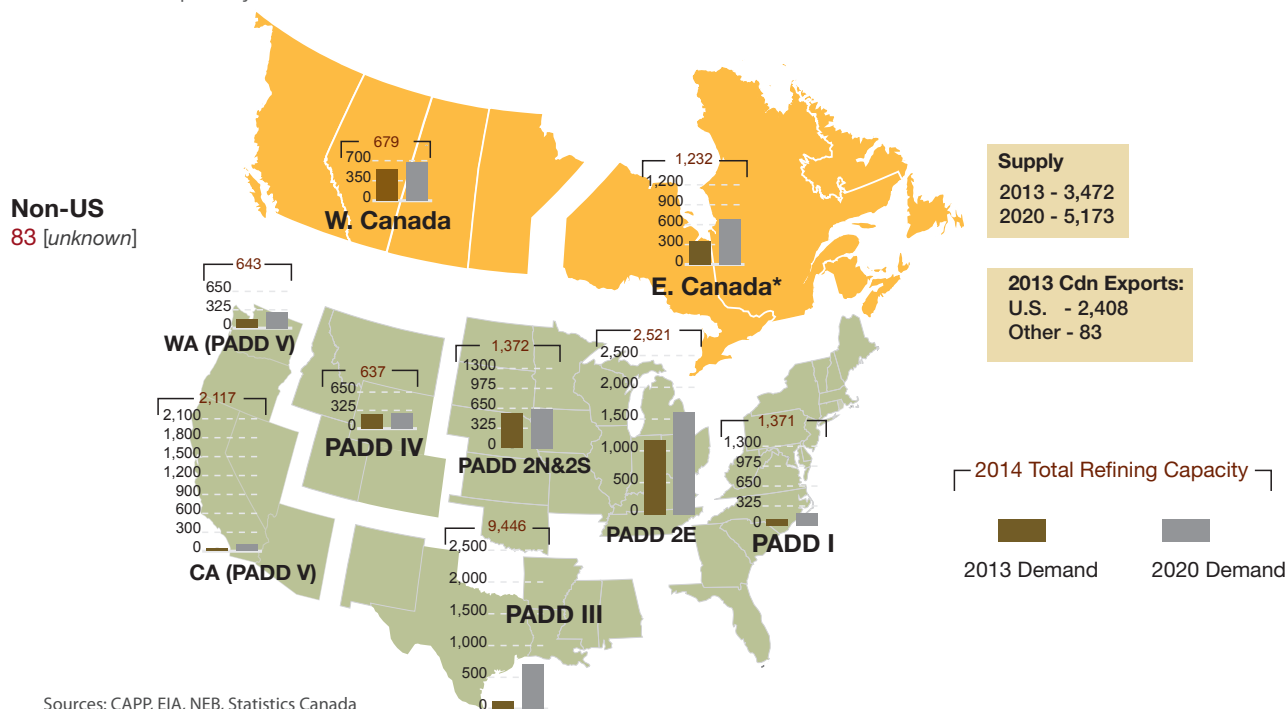 Non-US
83 [unknown]
679
700
350
0
W. Canada
1,232
1,200
900
600
300
0
E. Canada*
Supply
2013 - 3,472
2020 - 5,173
2013 Cdn Exports:
U.S. - 2,408
Other - 83
643
650
325
0
WA (PADD V)
637
650
325
0
PADD IV
1,372
1300
975
650
325
0
PADD 2N&2S
2,521
2,500
2,000
1,500
1,000
500
0
PADD 2E
1,371
1,300
975
650
325
0
PADD I
2,117
2,100
1,800
1,500
1,200
900
600
300
0
CA (PADD V)
9,446
2,500
2,000
1,500
1,000
500
0
PADD III
2014 Total Refining Capacity
2013 Demand
2020 Demand
Sources: CAPP, EIA, NEB, Statistics Canada